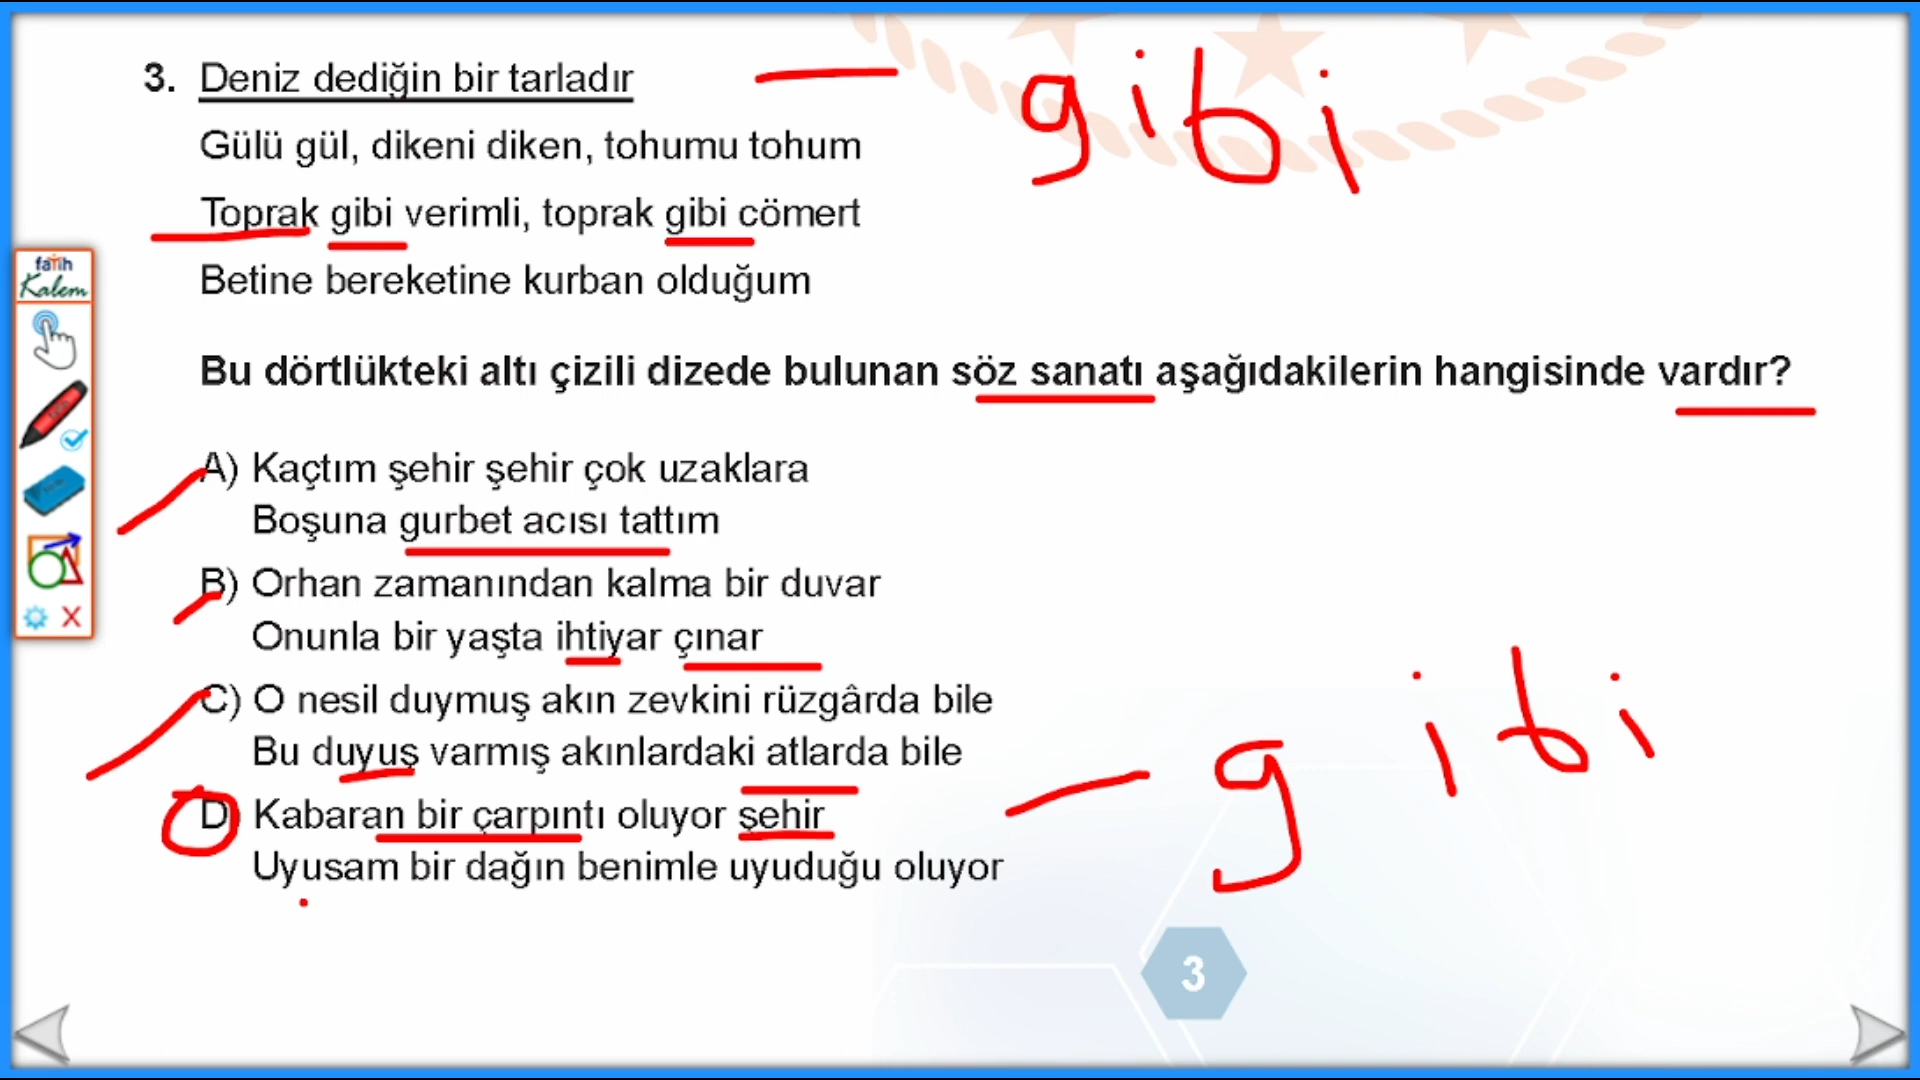 3. Deniz dediğin bir tarladır
gibi
Gülü gül, dikeni diken, tohumu tohum
Toprak gibi verimli, toprak gibi cömert
Betine bereketine kurban olduğum
fatih
Kalem
Bu dörtlükteki altı çizili dizede bulunan söz sanatı aşağıdakilerin hangisinde vardır?
A) Kaçtım şehir şehir çok uzaklara
Boşuna gurbet acısı tattım
B) Orhan zamanından kalma bir duvar
Onunla bir yaşta ihtiyar çınar
C) O nesil duymuş akın zevkini rüzgârda bile
Bu duyuş varmış akınlardaki atlarda bile
D) Kabaran bir çarpıntı oluyor şehir
gibi
Uyusam bir dağın benimle uyuduğu oluyor
3